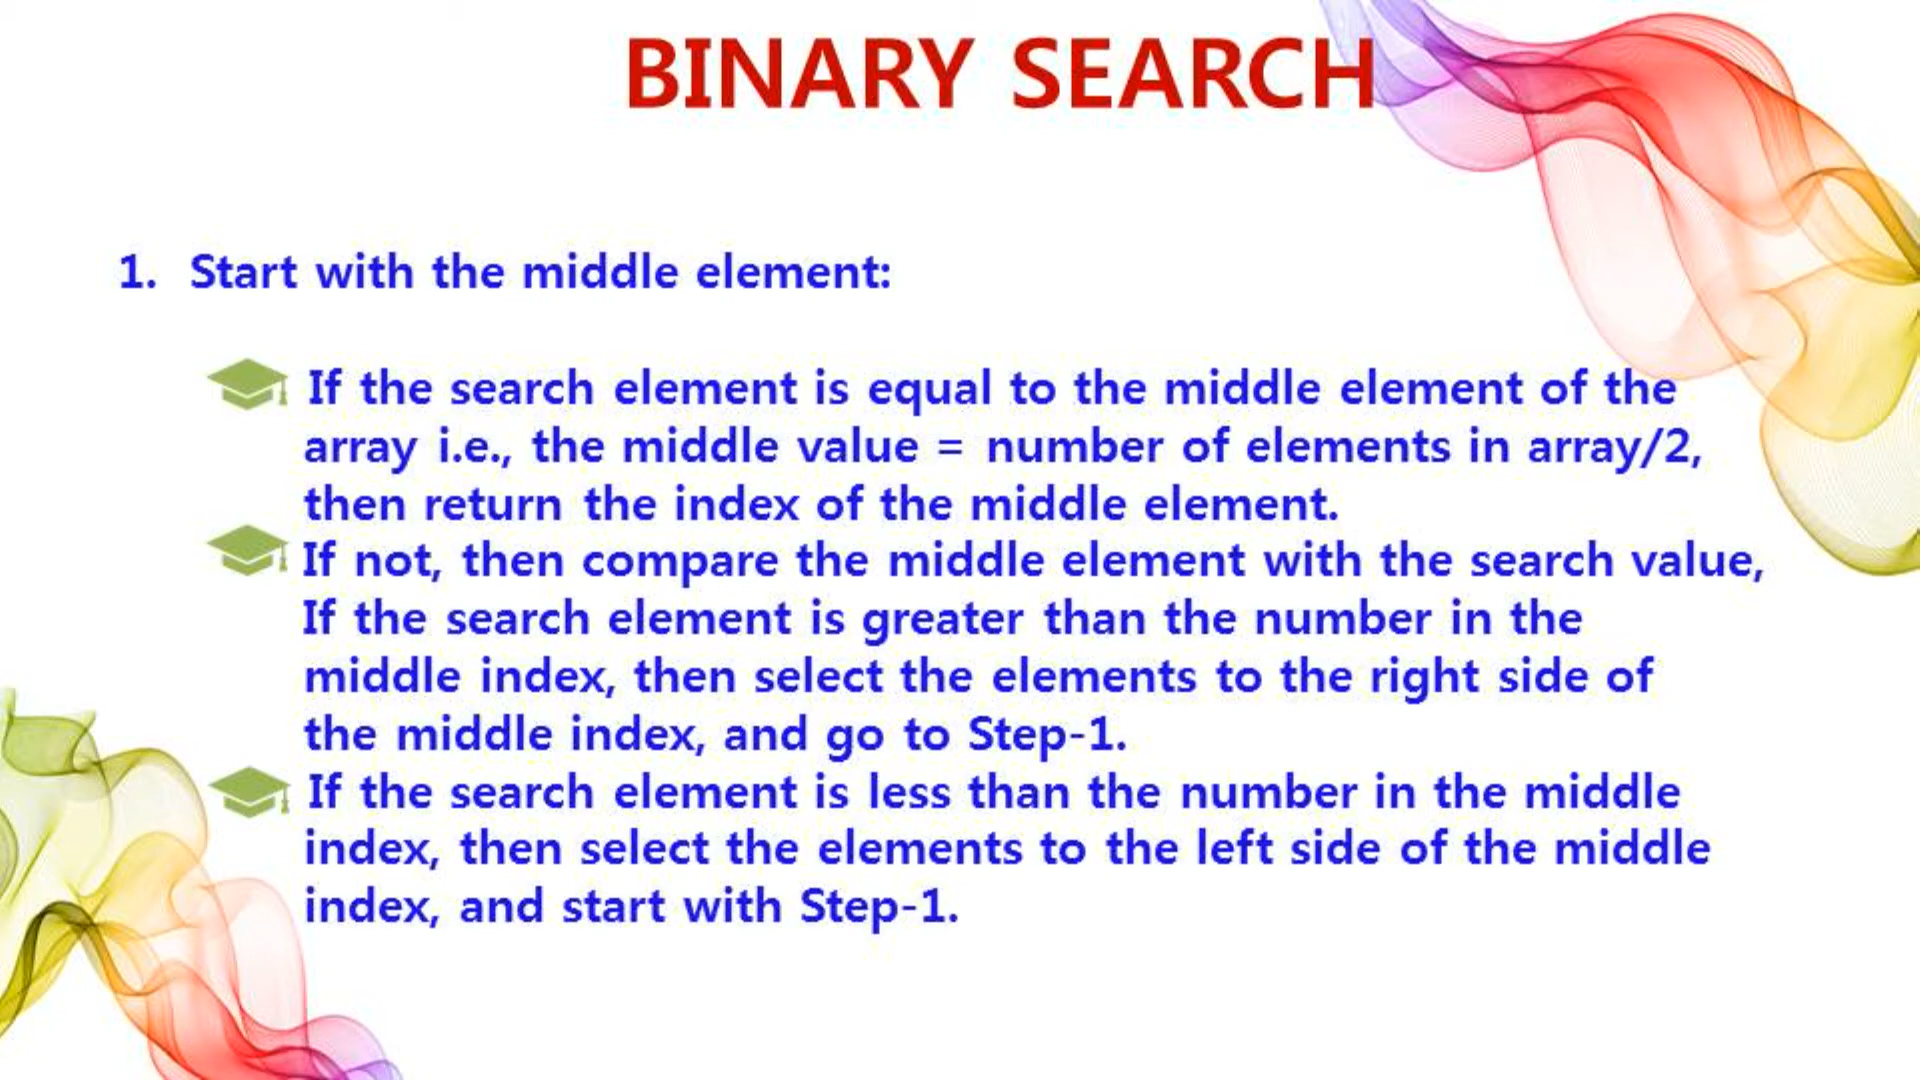 BINARY SEARCH
1. Start with the middle element:
If the search element is equal to the middle element of the
array i.e., the middle value = number of elements in array/2,
then return the index of the middle element.
If not, then compare the middle element with the search value,
If the search element is greater than the number in the
middle index, then select the elements to the right side of
the middle index, and go to Step-1.
If the search element is less than the number in the middle
index, then select the elements to the left side of the middle
index, and start with Step-1.